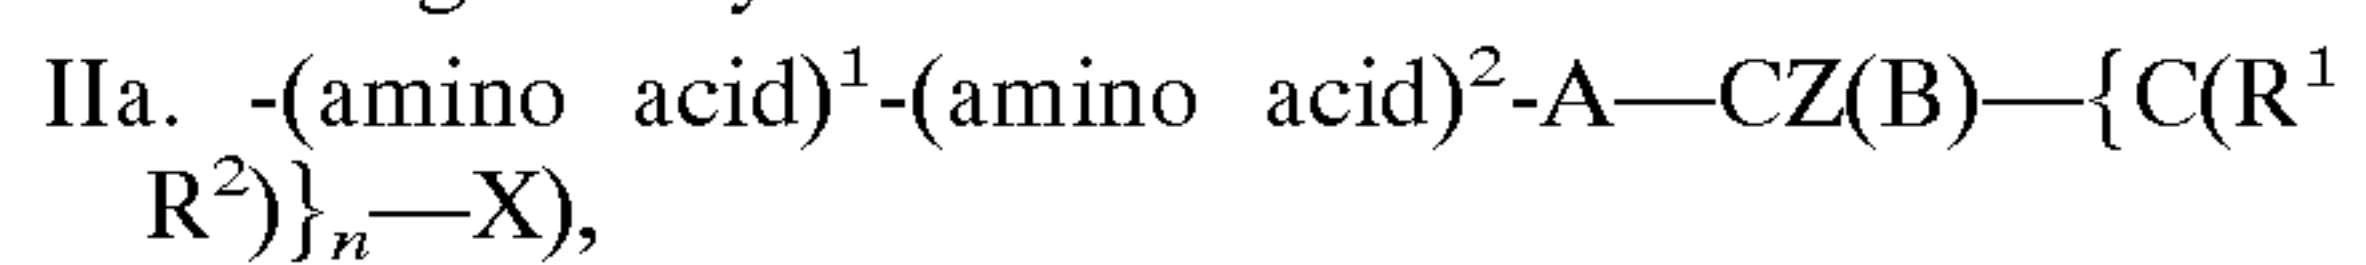 IIa. -(amino acid)¹-(amino acid)²-A—CZ(B)—{C(R¹
R²)}ₙ—X),